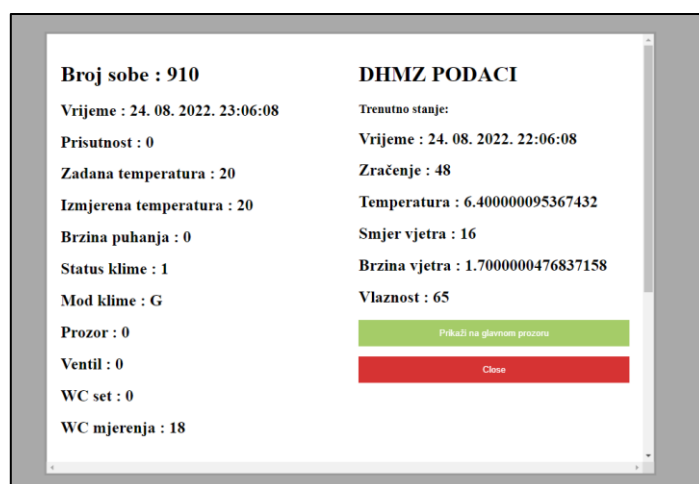 Broj sobe : 910
Vrijeme : 24. 08. 2022. 23:06:08
Prisutnost : 0
Zadana temperatura : 20
Izmjerena temperatura : 20
Brzina puhanja : 0
Status klime : 1
Mod klime : G
Prozor : 0
Ventil : 0
WC set : 0
WC mjerenja : 18
DHMZ PODACI
Trenutno stanje:
Vrijeme : 24. 08. 2022. 22:06:08
Zračenje : 48
Temperatura : 6.400000095367432
Smjer vjetra : 16
Brzina vjetra : 1.7000000476837158
Vlaznost : 65
Prikaži na glavnom prozoru
Close